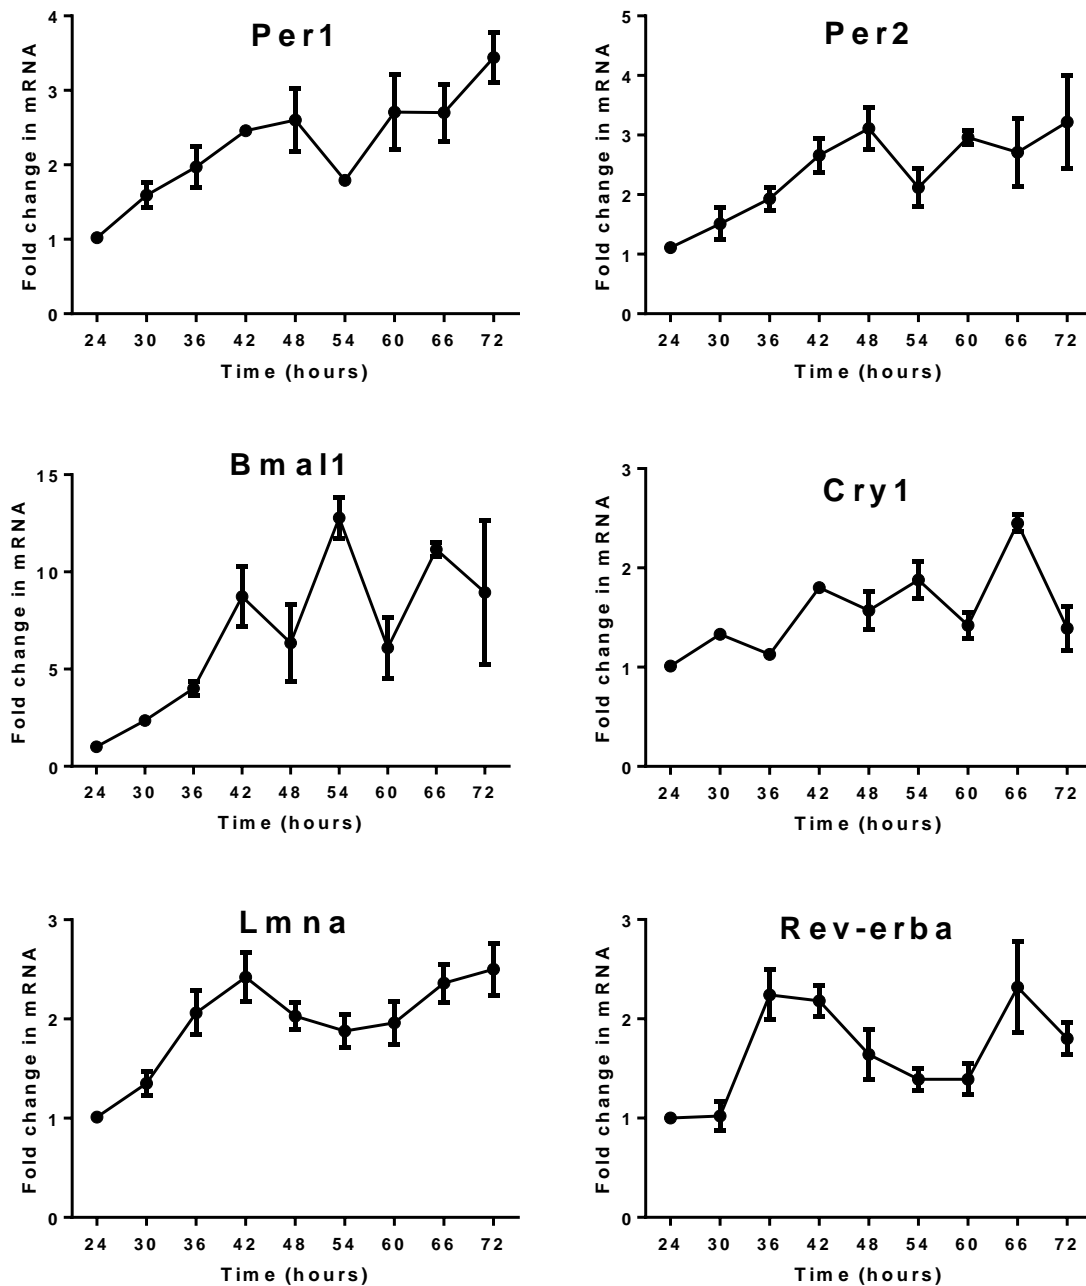 Per1
Fold change in mRNA
4
3
2
1
0
24 30 36 42 48 54 60 66 72
Time (hours)
Per2
Fold change in mRNA
5
4
3
2
1
0
24 30 36 42 48 54 60 66 72
Time (hours)
Bmal1
Fold change in mRNA
15
10
5
0
24 30 36 42 48 54 60 66 72
Time (hours)
Cry1
Fold change in mRNA
3
2
1
0
24 30 36 42 48 54 60 66 72
Time (hours)
Lmna
Fold change in mRNA
3
2
1
0
24 30 36 42 48 54 60 66 72
Time (hours)
Rev-erba
Fold change in mRNA
3
2
1
0
24 30 36 42 48 54 60 66 72
Time (hours)